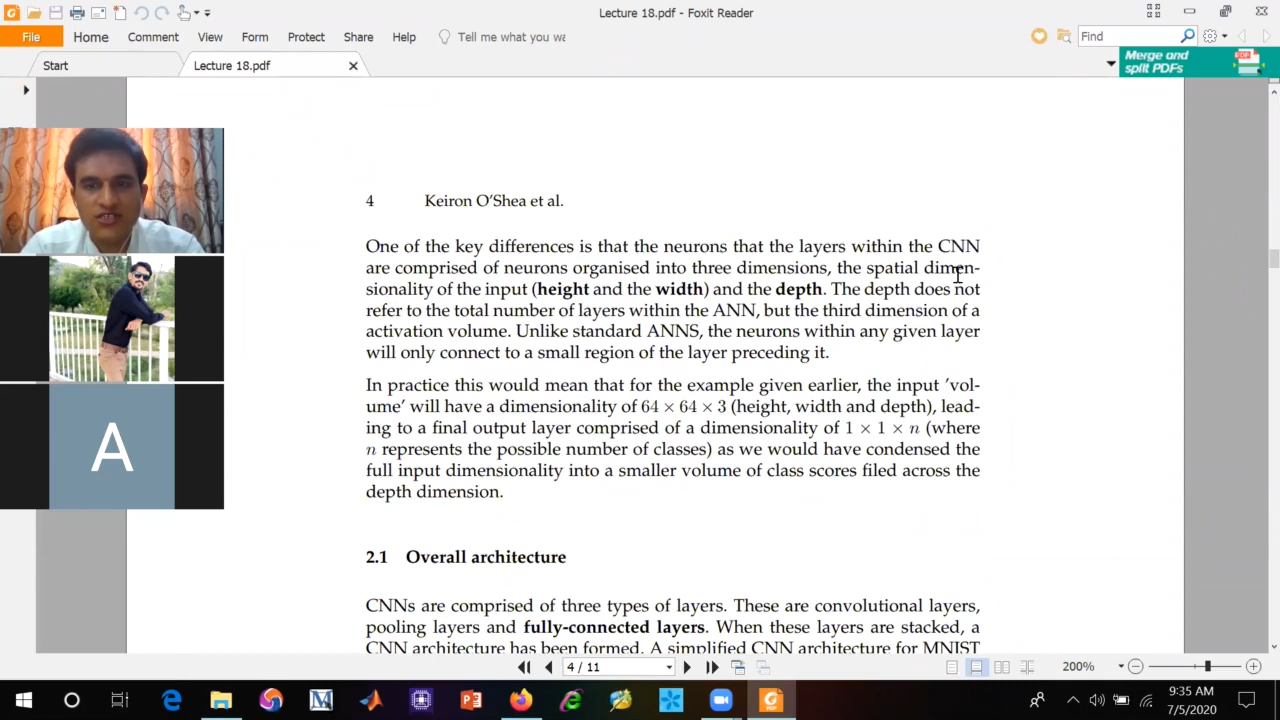 Lecture 18.pdf - Foxit Reader
File Home Comment View Form Protect Share Help Tell me what you wa Find
Start Lecture 18.pdf
Merge and
split PDFs
4 Keiron O'Shea et al.
One of the key differences is that the neurons that the layers within the CNN
are comprised of neurons organised into three dimensions, the spatial dimen-
sionality of the input (height and the width) and the depth. The depth does not
refer to the total number of layers within the ANN, but the third dimension of a
activation volume. Unlike standard ANNS, the neurons within any given layer
will only connect to a small region of the layer preceding it.
In practice this would mean that for the example given earlier, the input 'vol-
ume' will have a dimensionality of 64 × 64 × 3 (height, width and depth), lead-
ing to a final output layer comprised of a dimensionality of 1 × 1 × n (where
n represents the possible number of classes) as we would have condensed the
full input dimensionality into a smaller volume of class scores filed across the
depth dimension.
2.1 Overall architecture
CNNs are comprised of three types of layers. These are convolutional layers,
pooling layers and fully-connected layers. When these layers are stacked, a
CNN architecture has been formed. A simplified CNN architecture for MNIST
A
4 / 11
200%
9:35 AM
7/5/2020